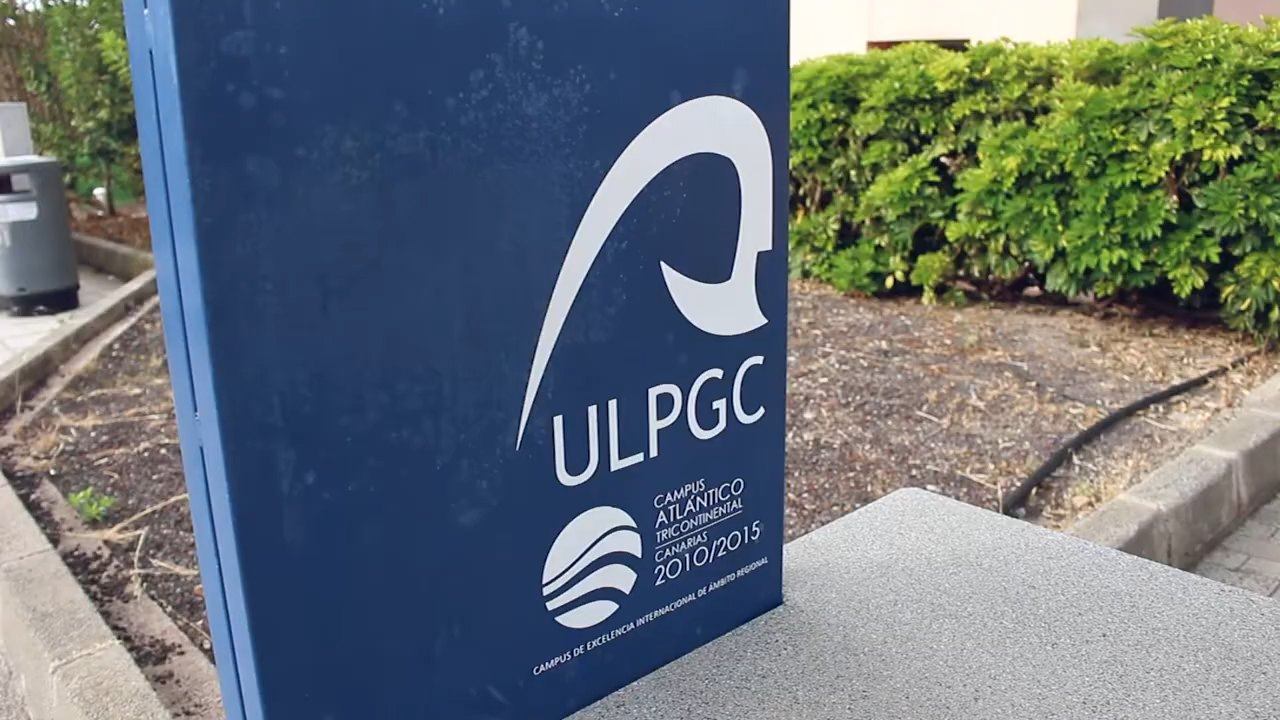 ULPGC
CAMPUS
ATLÁNTICO
TRICONTINENTAL
CANARIAS
2010/2015
CAMPUS DE EXCELENCIA INTERNACIONAL DE ÁMBITO REGIONAL